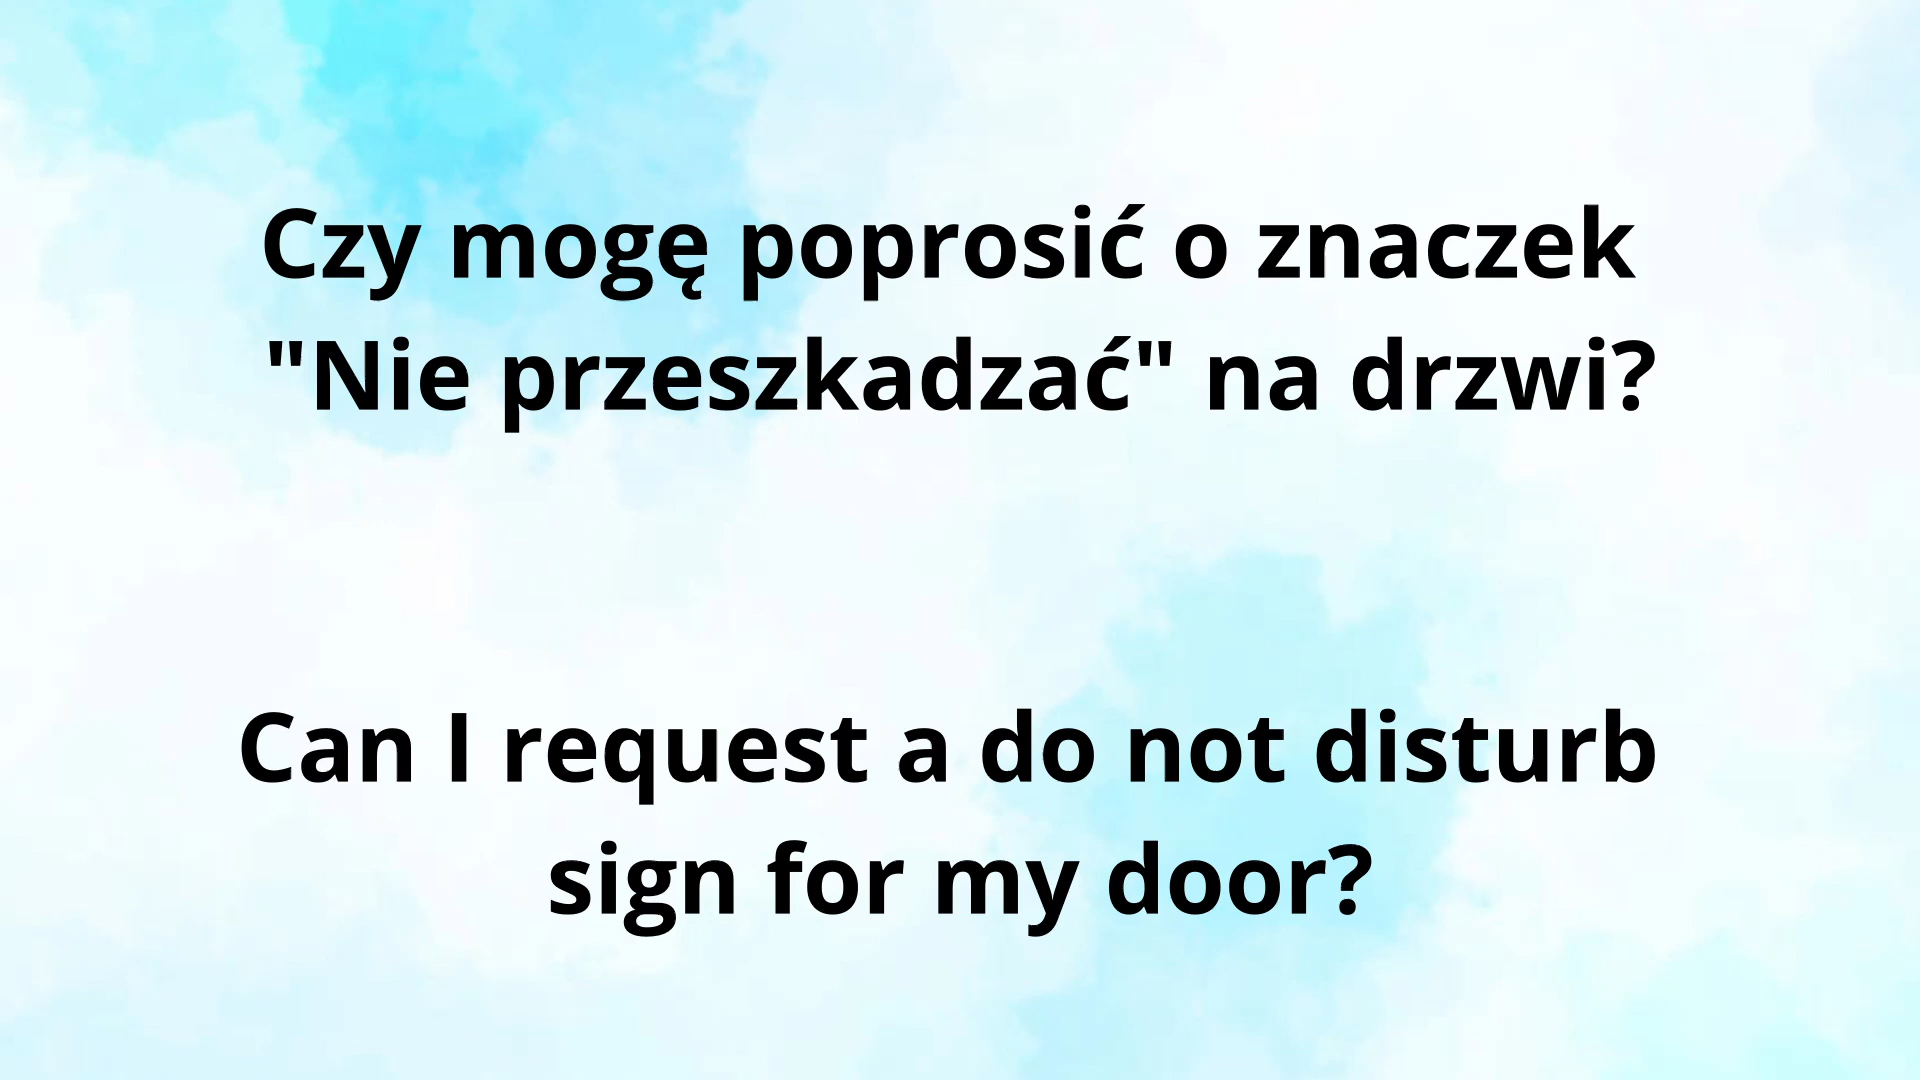 Czy mogę poprosić o znaczek
"Nie przeszkadzać" na drzwi?
Can I request a do not disturb
sign for my door?